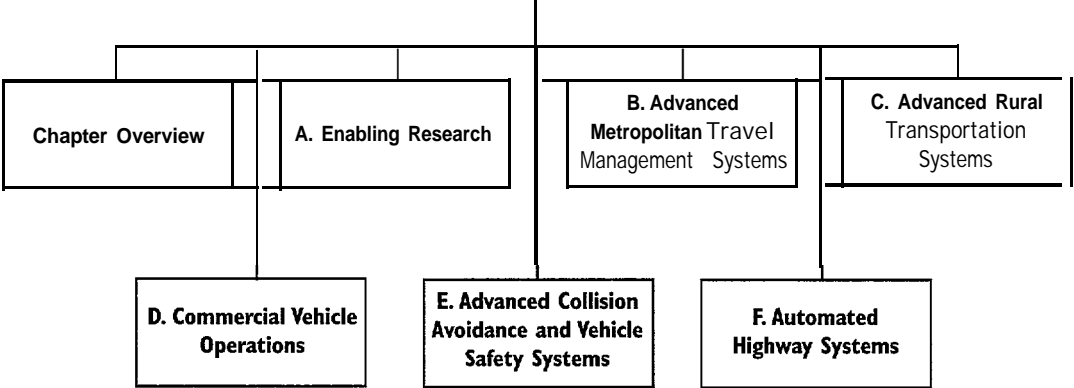 Chapter Overview
A. Enabling Research
B. Advanced
Metropolitan Travel
Management Systems
C. Advanced Rural
Transportation
Systems
D. Commercial Vehicle
Operations
E. Advanced Collision
Avoidance and Vehicle
Safety Systems
F. Automated
Highway Systems